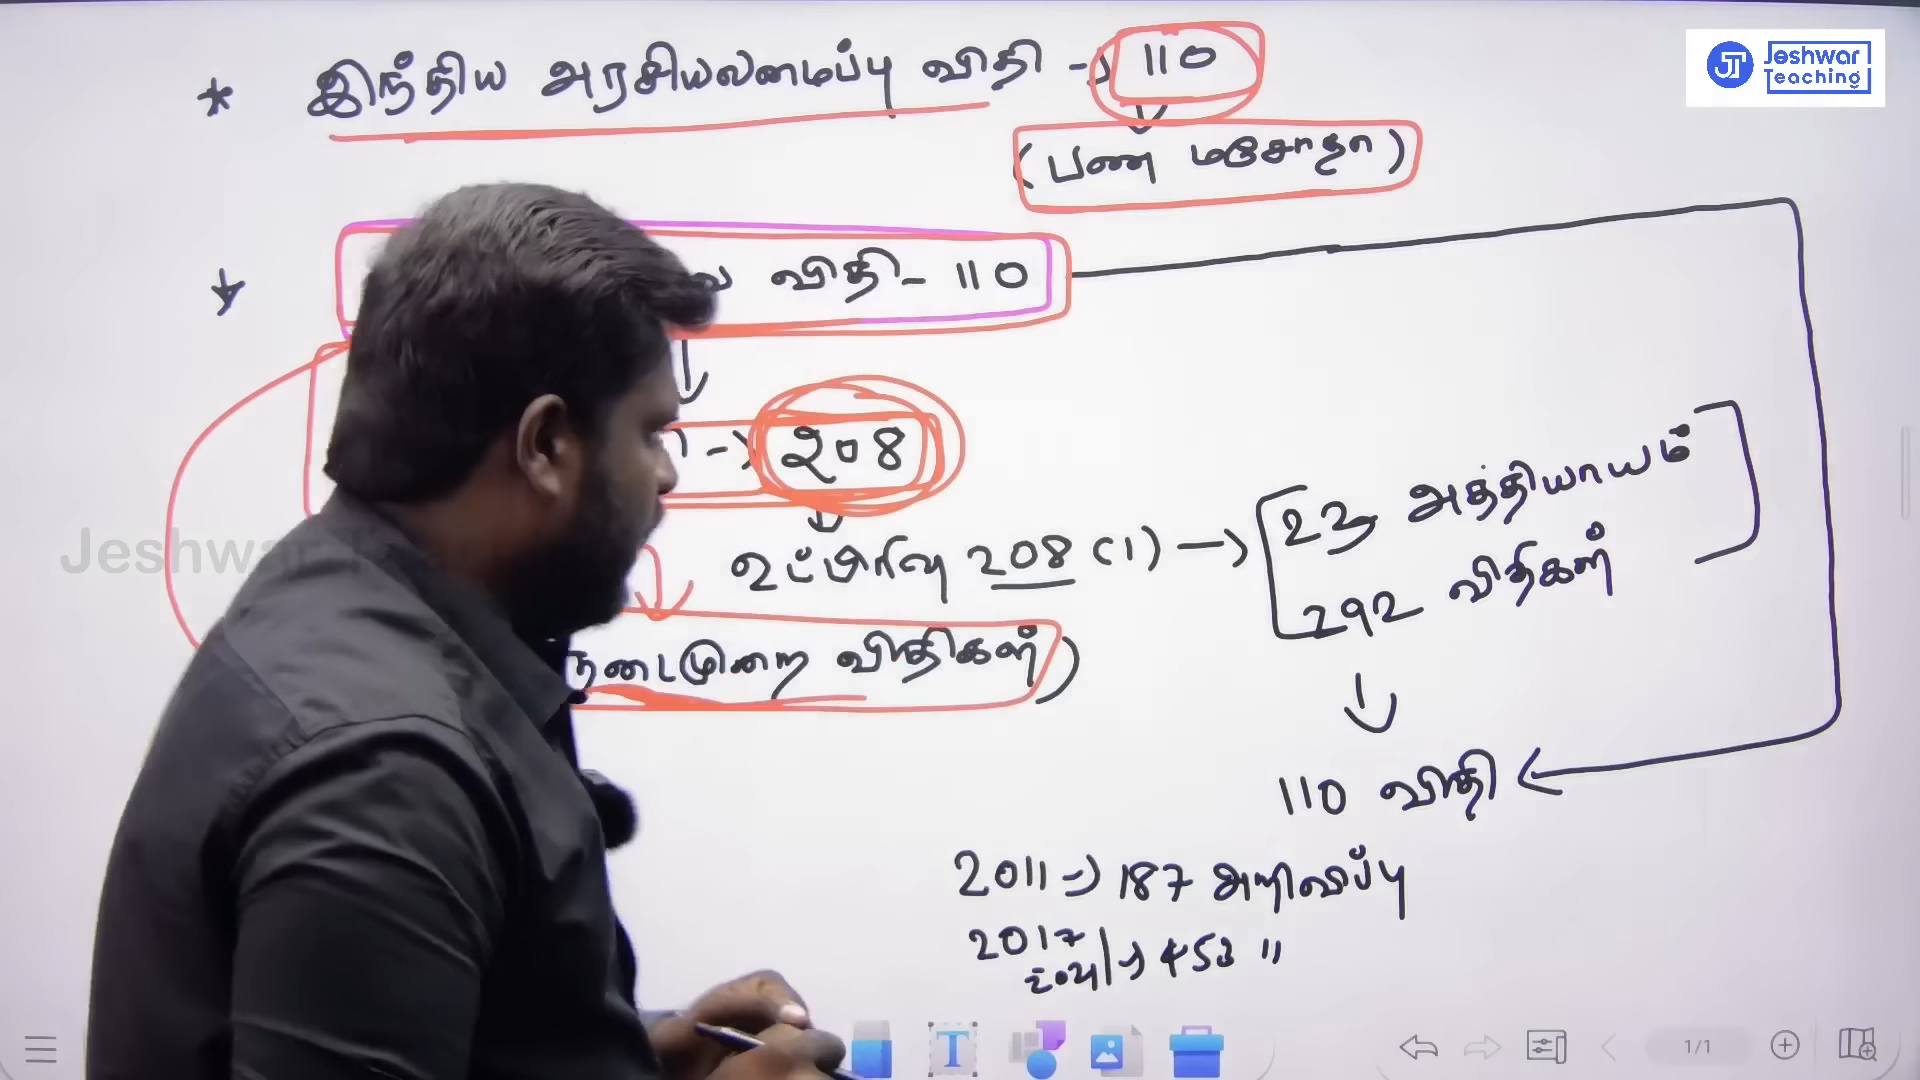 Jeshwar
Teaching
* இந்திய அரசியலமைப்பு விதி -> 110
(பண மசோதா)
விதி - 110
-> 208
உட்பிரிவு 208 (1) -> 23 அத்தியாயம்
292 விதிகள்
நடைமுறை விதிகள்)
110 விதி
2011 -> 187 அறிவிப்பு
2017
2021 -> 453 "
Jeshwar
T
1/1